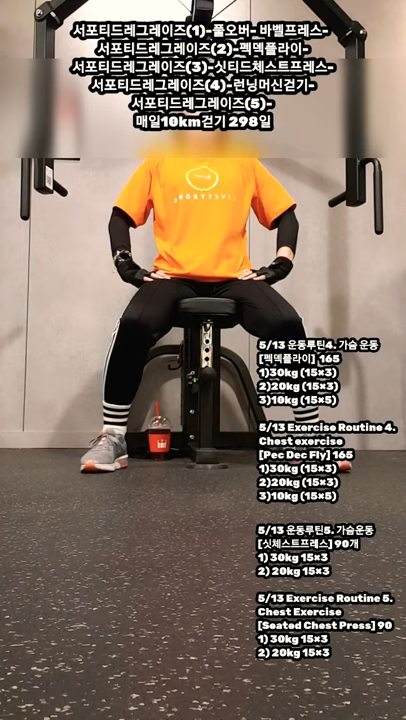 서포티드레그레이즈(1)-풀오버- 바벨프레스-
서포티드레그레이즈(2)-펙덱플라이-
서포티드레그레이즈(3)-싯티드체스트프레스-
서포티드레그레이즈(4)-런닝머신걷기-
서포티드레그레이즈(5)-
매일10km걷기 298일
5/13 운동루틴4. 가슴 운동
[펙덱플라이] 165
1)30kg (15×3)
2)20kg (15×3)
3)10kg (15×5)
5/13 Exercise Routine 4.
Chest exercise
[Pec Dec Fly] 165
1)30kg (15×3)
2)20kg (15×3)
3)10kg (15×5)
5/13 운동루틴5. 가슴운동
[싯체스트프레스] 90개
1) 30kg 15×3
2) 20kg 15×3
5/13 Exercise Routine 5.
Chest Exercise
[Seated Chest Press] 90
1) 30kg 15×3
2) 20kg 15×3